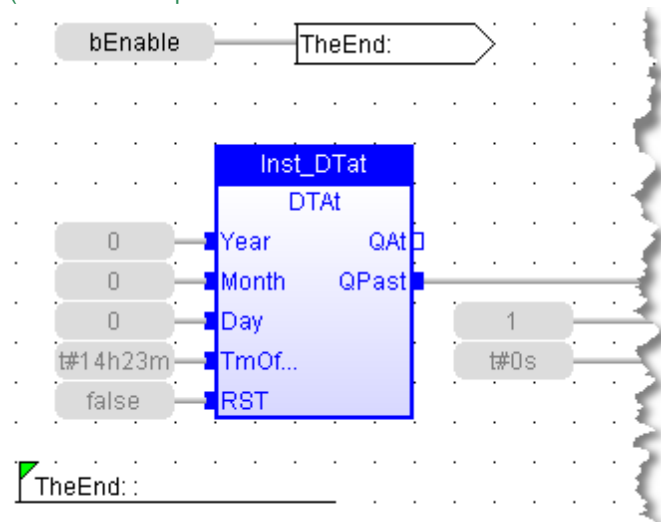 bEnable TheEnd:
Inst_DTat
DTAt
0 Year QAt
0 Month QPast
0 Day 1
t#14h23m TmOf... t#0s
false RST
TheEnd: :